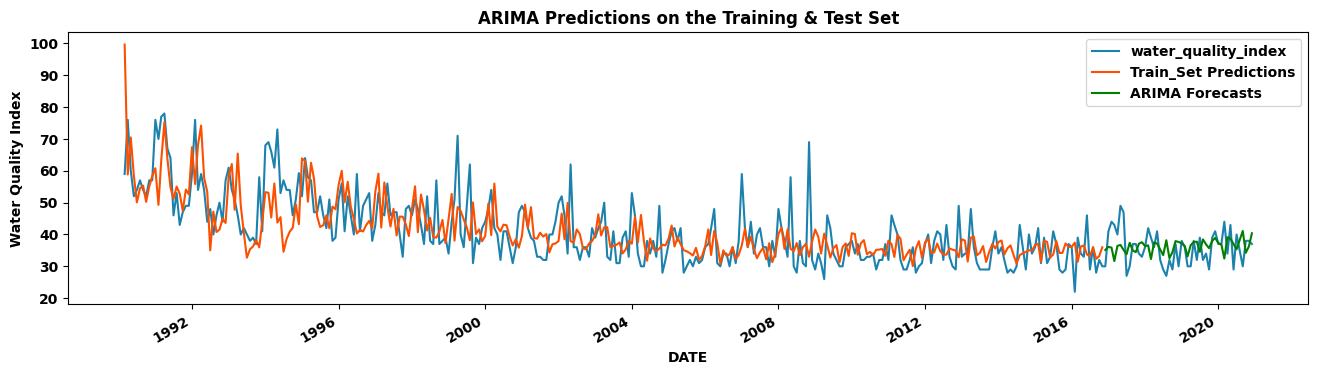 ARIMA Predictions on the Training & Test Set
water_quality_index
Train_Set Predictions
ARIMA Forecasts
Water Quality Index
100
90
80
70
60
50
40
30
20
1992
1996
2000
2004
2008
2012
2016
2020
DATE